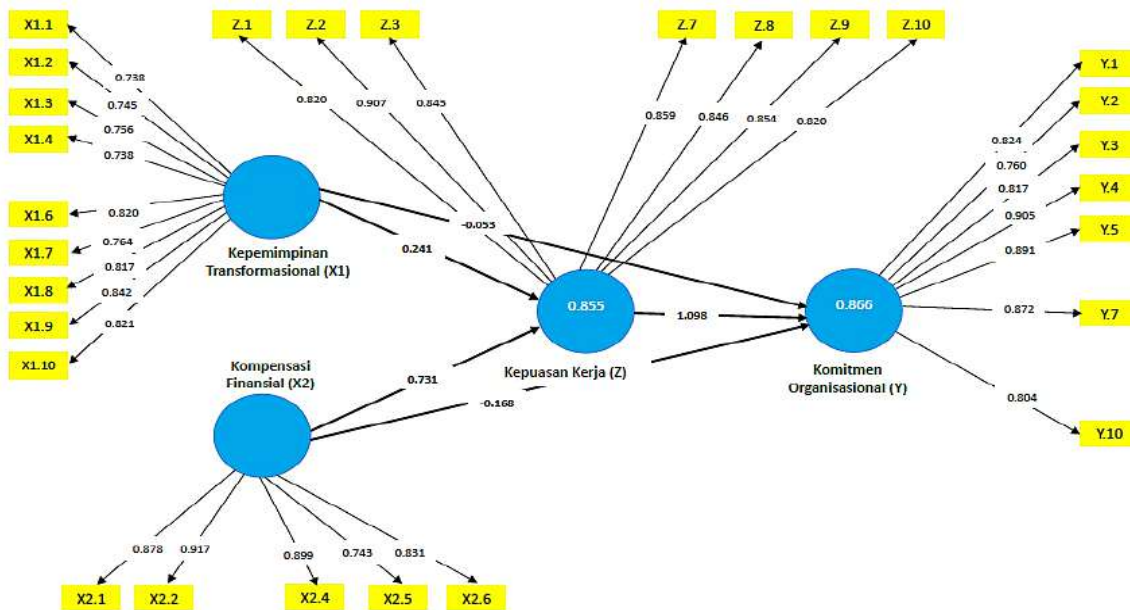 X1.1
X1.2
X1.3
X1.4
X1.6
X1.7
X1.8
X1.9
X1.10
0.738
0.745
0.756
0.738
0.820
0.764
0.817
0.842
0.821
Kepemimpinan
Transformasional (X1)
Z.1
Z.2
Z.3
Z.7
Z.8
Z.9
Z.10
0.820
0.907
0.845
0.859
0.846
0.854
0.820
-0.053
0.241
0.855
Kepuasan Kerja (Z)
1.098
0.731
-0.168
Y.1
Y.2
Y.3
Y.4
Y.5
Y.7
Y.10
0.824
0.760
0.817
0.905
0.891
0.872
0.804
0.866
Komitmen
Organisasional (Y)
Kompensasi
Finansial (X2)
0.878
0.917
0.899
0.743
0.831
X2.1
X2.2
X2.4
X2.5
X2.6